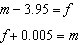 m − 3.95 = f
f + 0.005 = m